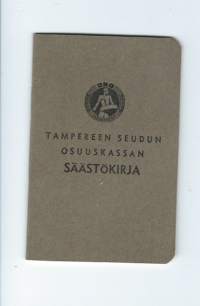 TAMPEREEN SEUDUN
OSUUSKASSAN
SÄÄSTÖKIRJA